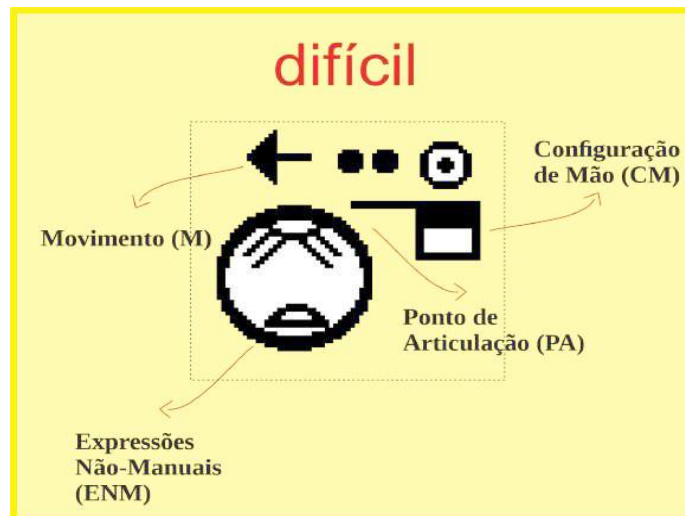 difícil
Configuração
de Mão (CM)
Movimento (M)
Ponto de
Articulação (PA)
Expressões
Não-Manuais
(ENM)